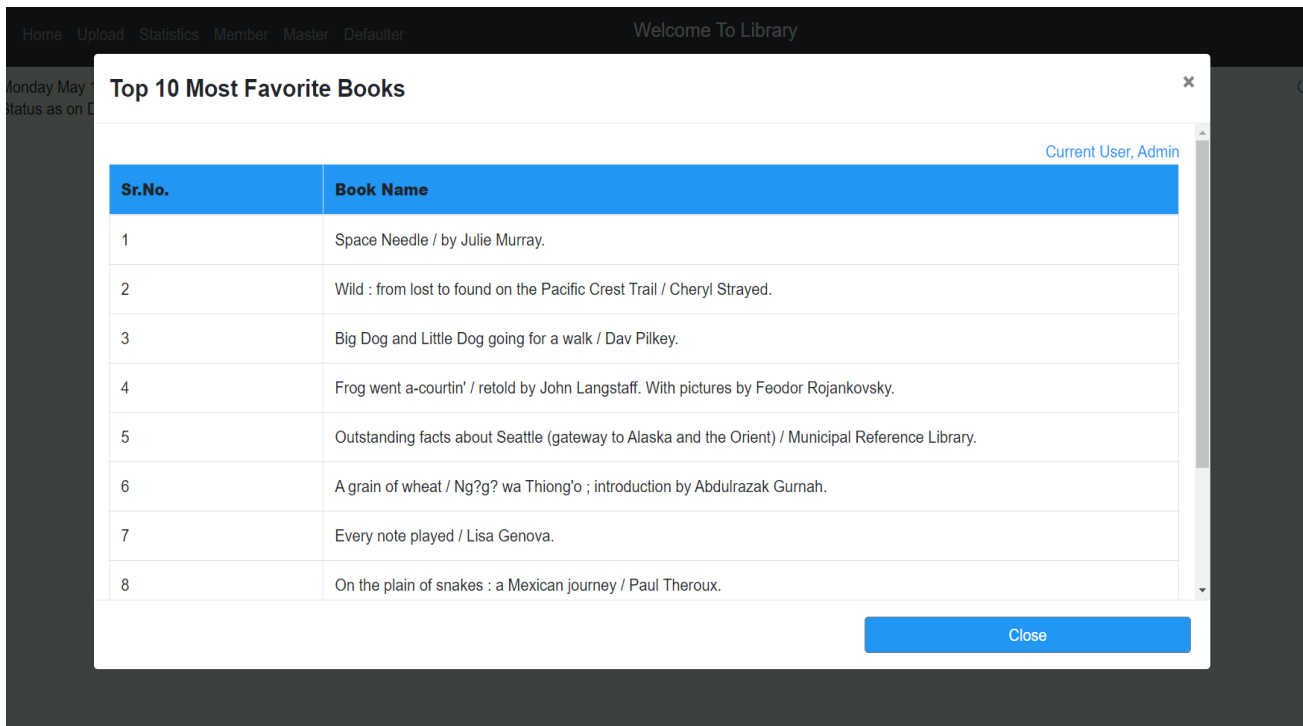 Home Upload Statistics Member Master Defaulter Welcome To Library
Monday May
Status as on
Top 10 Most Favorite Books ×
Current User, Admin
Sr.No. Book Name
1 Space Needle / by Julie Murray.
2 Wild : from lost to found on the Pacific Crest Trail / Cheryl Strayed.
3 Big Dog and Little Dog going for a walk / Dav Pilkey.
4 Frog went a-courtin' / retold by John Langstaff. With pictures by Feodor Rojankovsky.
5 Outstanding facts about Seattle (gateway to Alaska and the Orient) / Municipal Reference Library.
6 A grain of wheat / Ng?g? wa Thiong'o ; introduction by Abdulrazak Gurnah.
7 Every note played / Lisa Genova.
8 On the plain of snakes : a Mexican journey / Paul Theroux.
Close